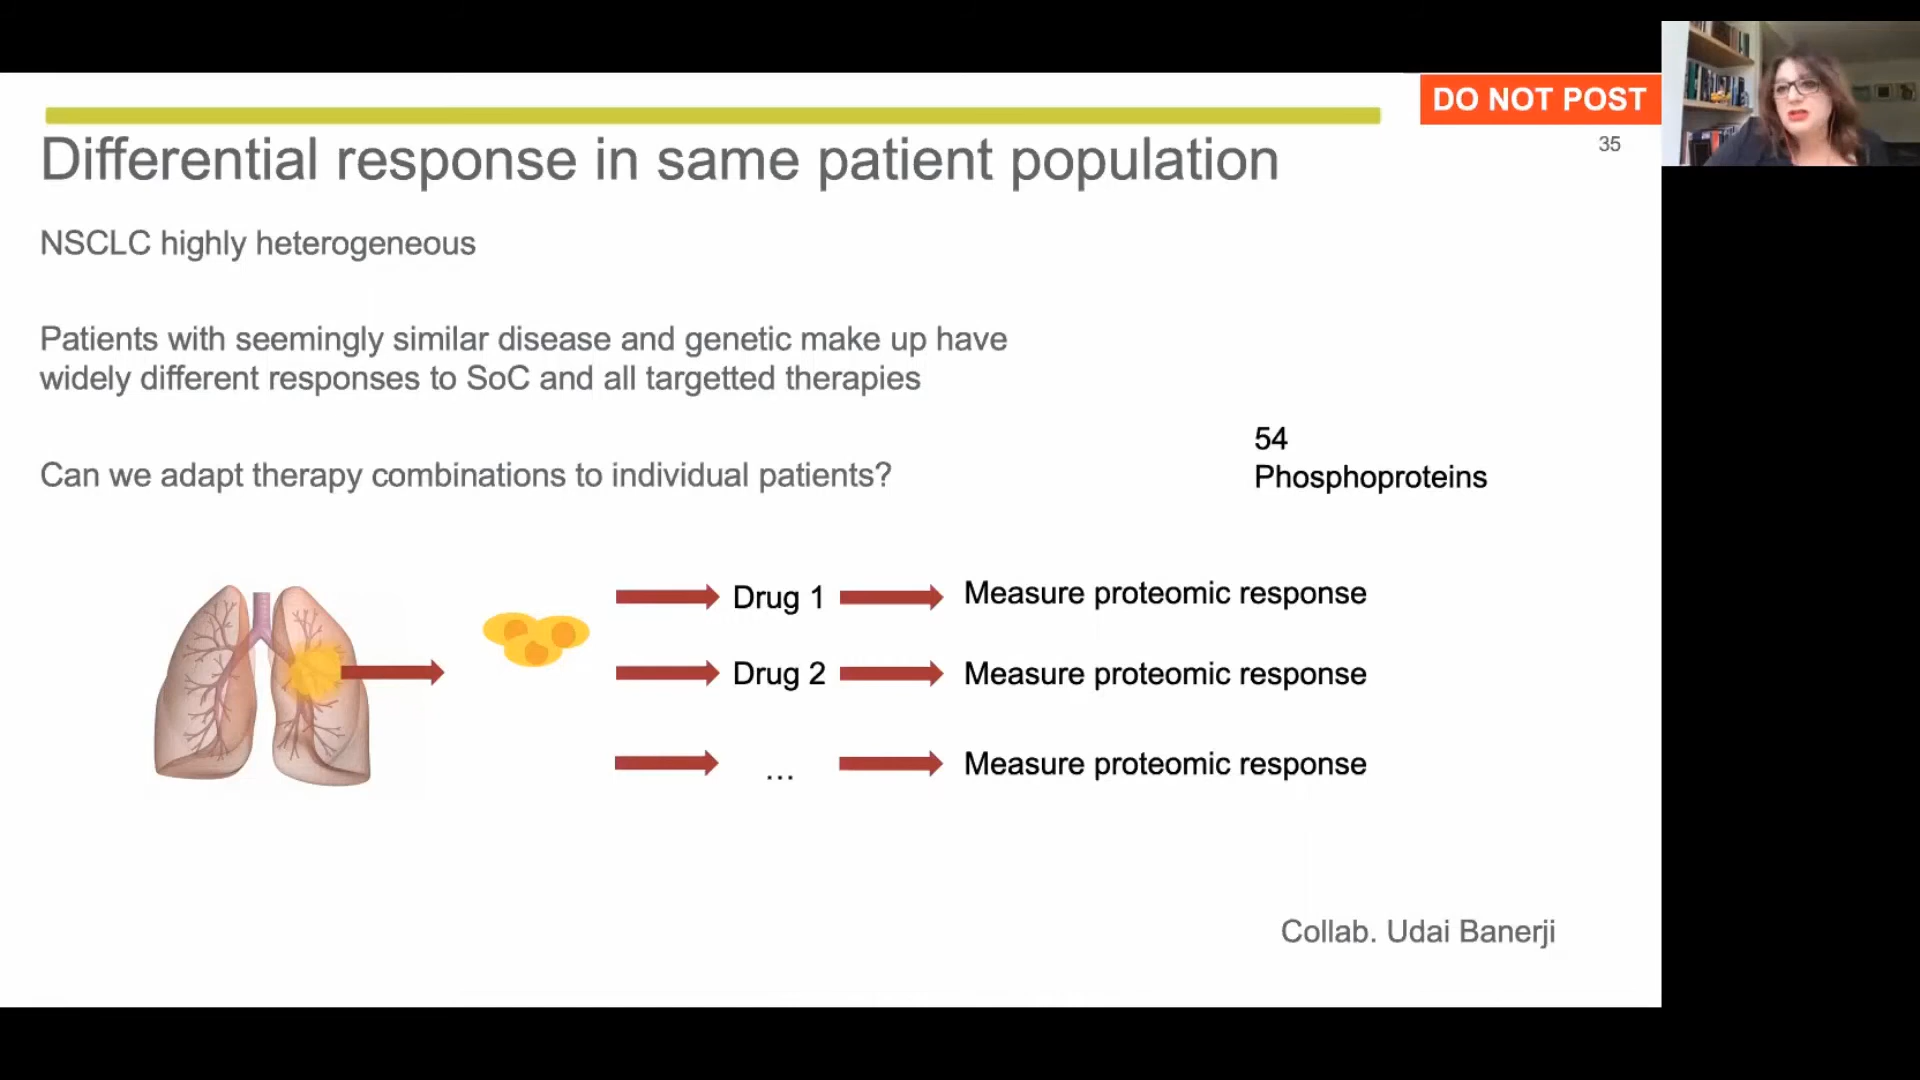 DO NOT POST
35
Differential response in same patient population
NSCLC highly heterogeneous
Patients with seemingly similar disease and genetic make up have
widely different responses to SoC and all targetted therapies
Can we adapt therapy combinations to individual patients?
54
Phosphoproteins
Drug 1
Measure proteomic response
Drug 2
Measure proteomic response
...
Measure proteomic response
Collab. Udai Banerji